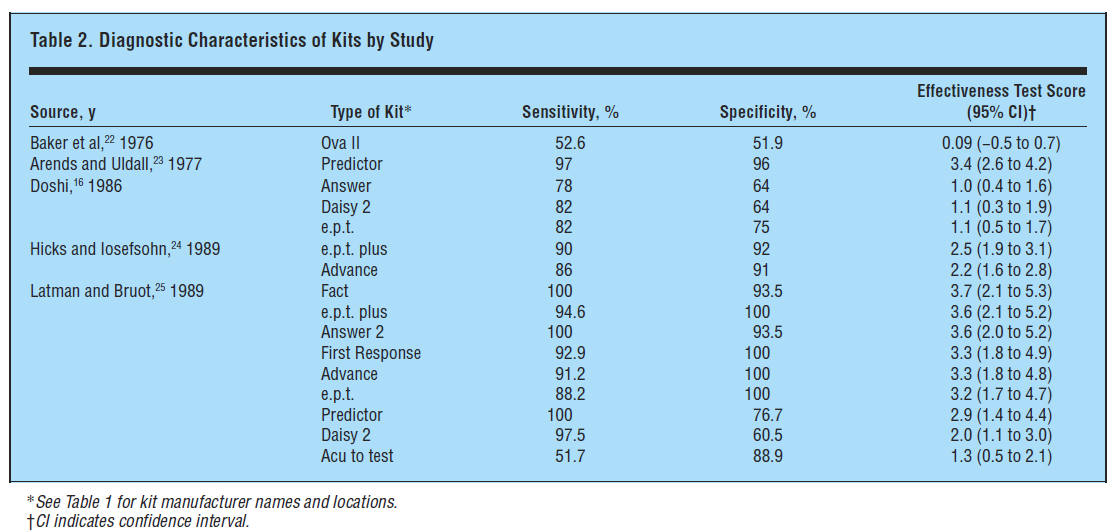 Table 2. Diagnostic Characteristics of Kits by Study
Effectiveness Test Score
Source, y Type of Kit* Sensitivity, % Specificity, % (95% CI)†
Baker et al,22 1976 Ova II 52.6 51.9 0.09 (−0.5 to 0.7)
Arends and Uldall,23 1977 Predictor 97 96 3.4 (2.6 to 4.2)
Doshi,16 1986 Answer 78 64 1.0 (0.4 to 1.6)
Daisy 2 82 64 1.1 (0.3 to 1.9)
e.p.t. 82 75 1.1 (0.5 to 1.7)
Hicks and Iosefsohn,24 1989 e.p.t. plus 90 92 2.5 (1.9 to 3.1)
Advance 86 91 2.2 (1.6 to 2.8)
Latman and Bruot,25 1989 Fact 100 93.5 3.7 (2.1 to 5.3)
e.p.t. plus 94.6 100 3.6 (2.1 to 5.2)
Answer 2 100 93.5 3.6 (2.0 to 5.2)
First Response 92.9 100 3.3 (1.8 to 4.9)
Advance 91.2 100 3.3 (1.8 to 4.8)
e.p.t. 88.2 100 3.2 (1.7 to 4.7)
Predictor 100 76.7 2.9 (1.4 to 4.4)
Daisy 2 97.5 60.5 2.0 (1.1 to 3.0)
Acu to test 51.7 88.9 1.3 (0.5 to 2.1)
*See Table 1 for kit manufacturer names and locations.
†CI indicates confidence interval.